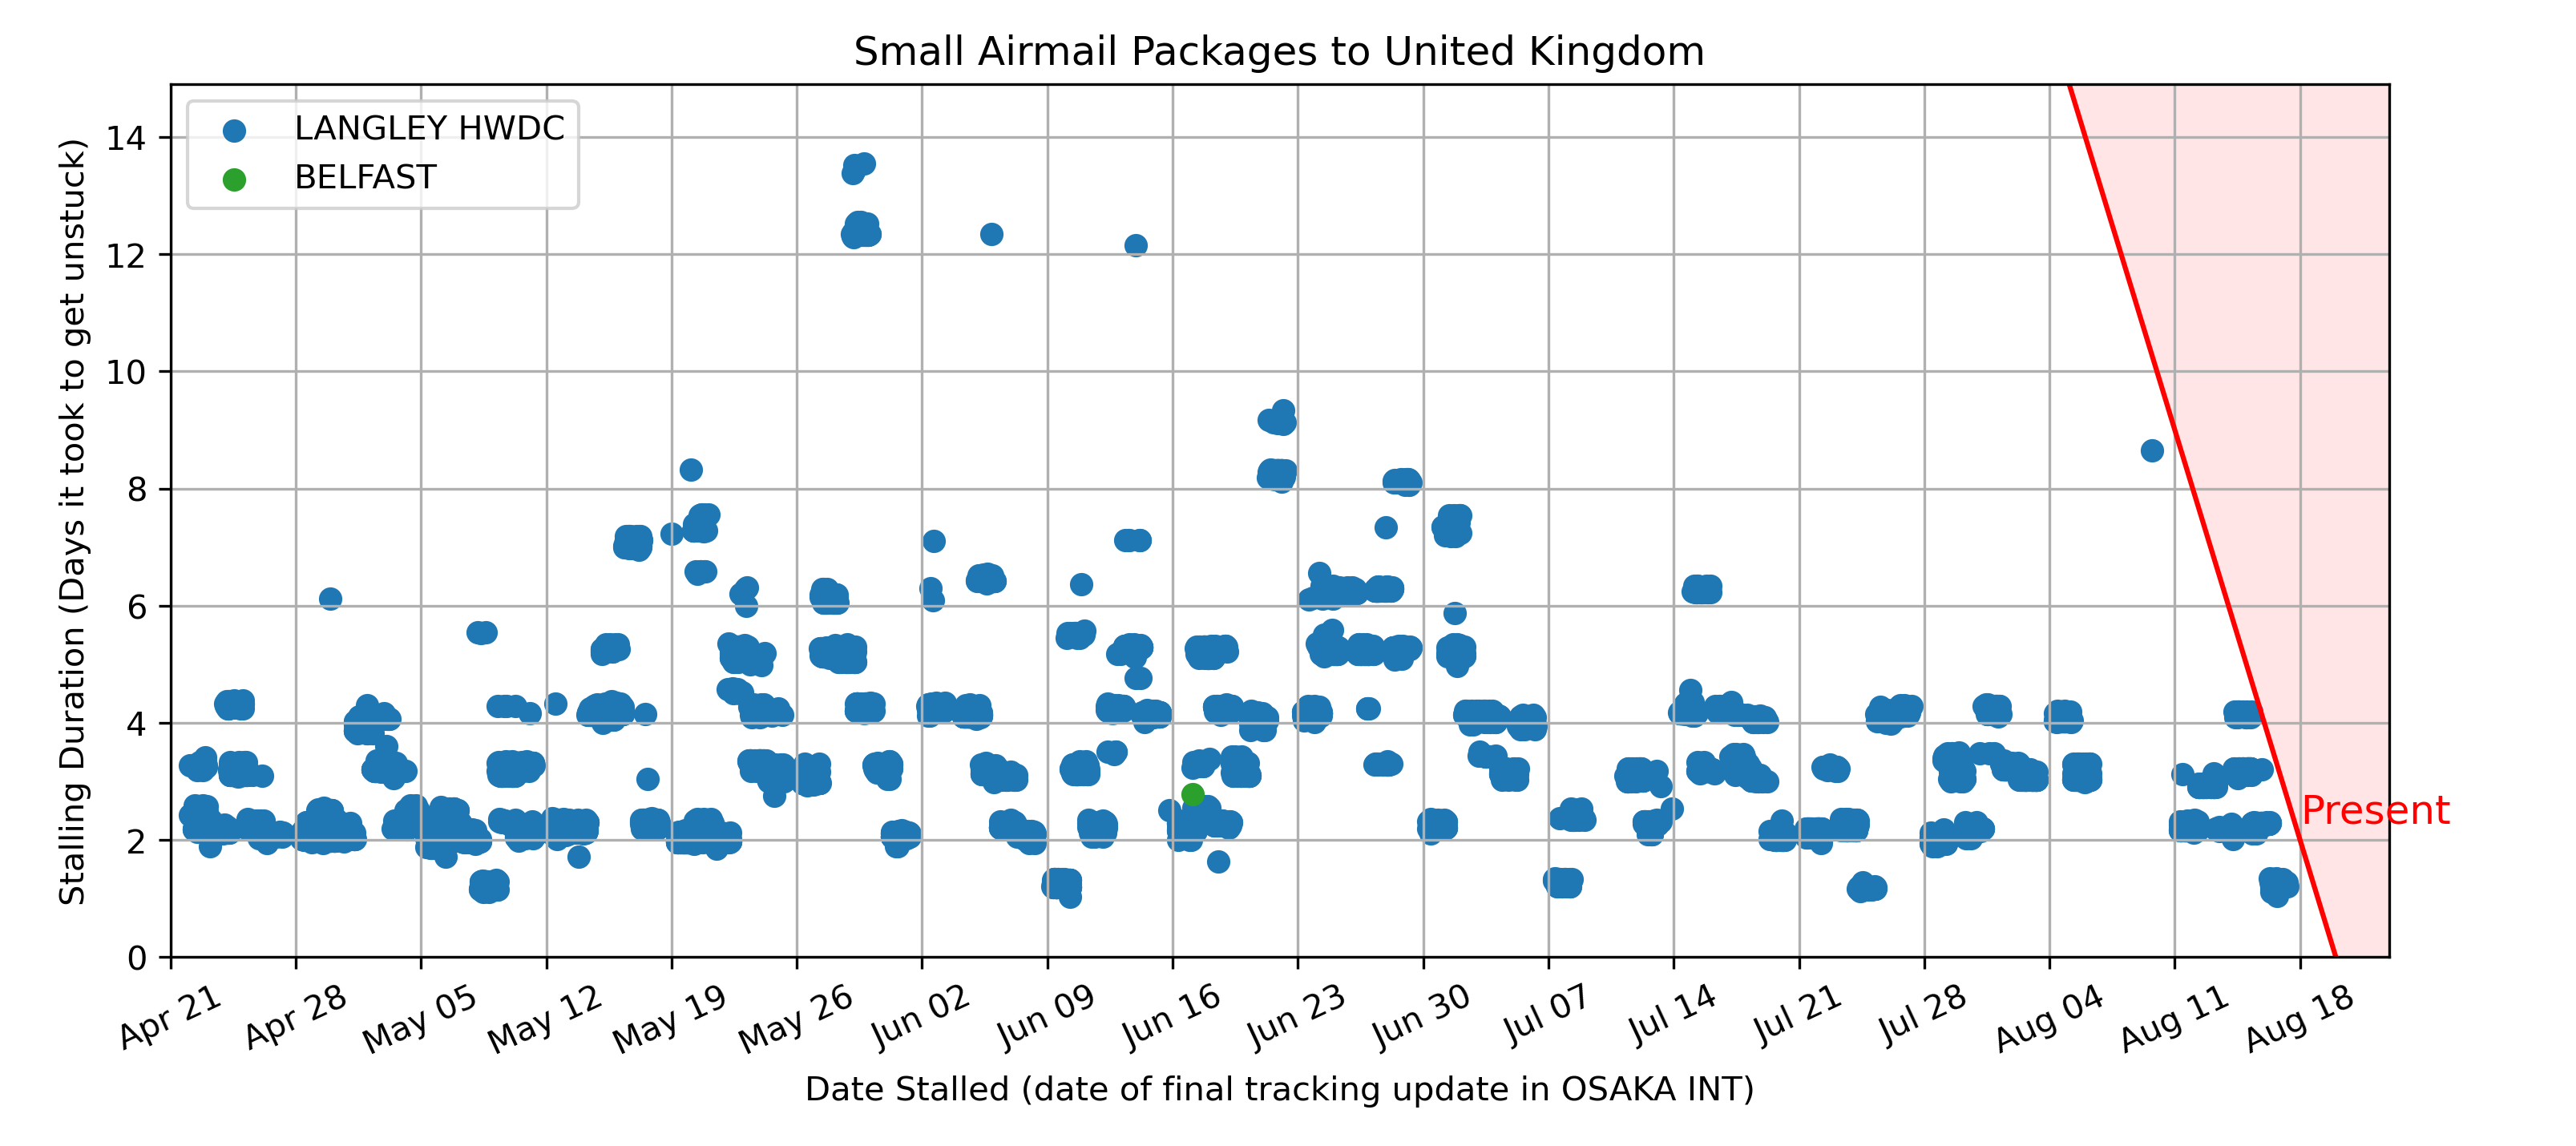 Small Airmail Packages to United Kingdom
LANGLEY HWDC
BELFAST
Stalling Duration (Days it took to get unstuck)
14
12
10
8
6
4
2
0
Present
Apr 21
Apr 28
May 05
May 12
May 19
May 26
Jun 02
Jun 09
Jun 16
Jun 23
Jun 30
Jul 07
Jul 14
Jul 21
Jul 28
Aug 04
Aug 11
Aug 18
Date Stalled (date of final tracking update in OSAKA INT)